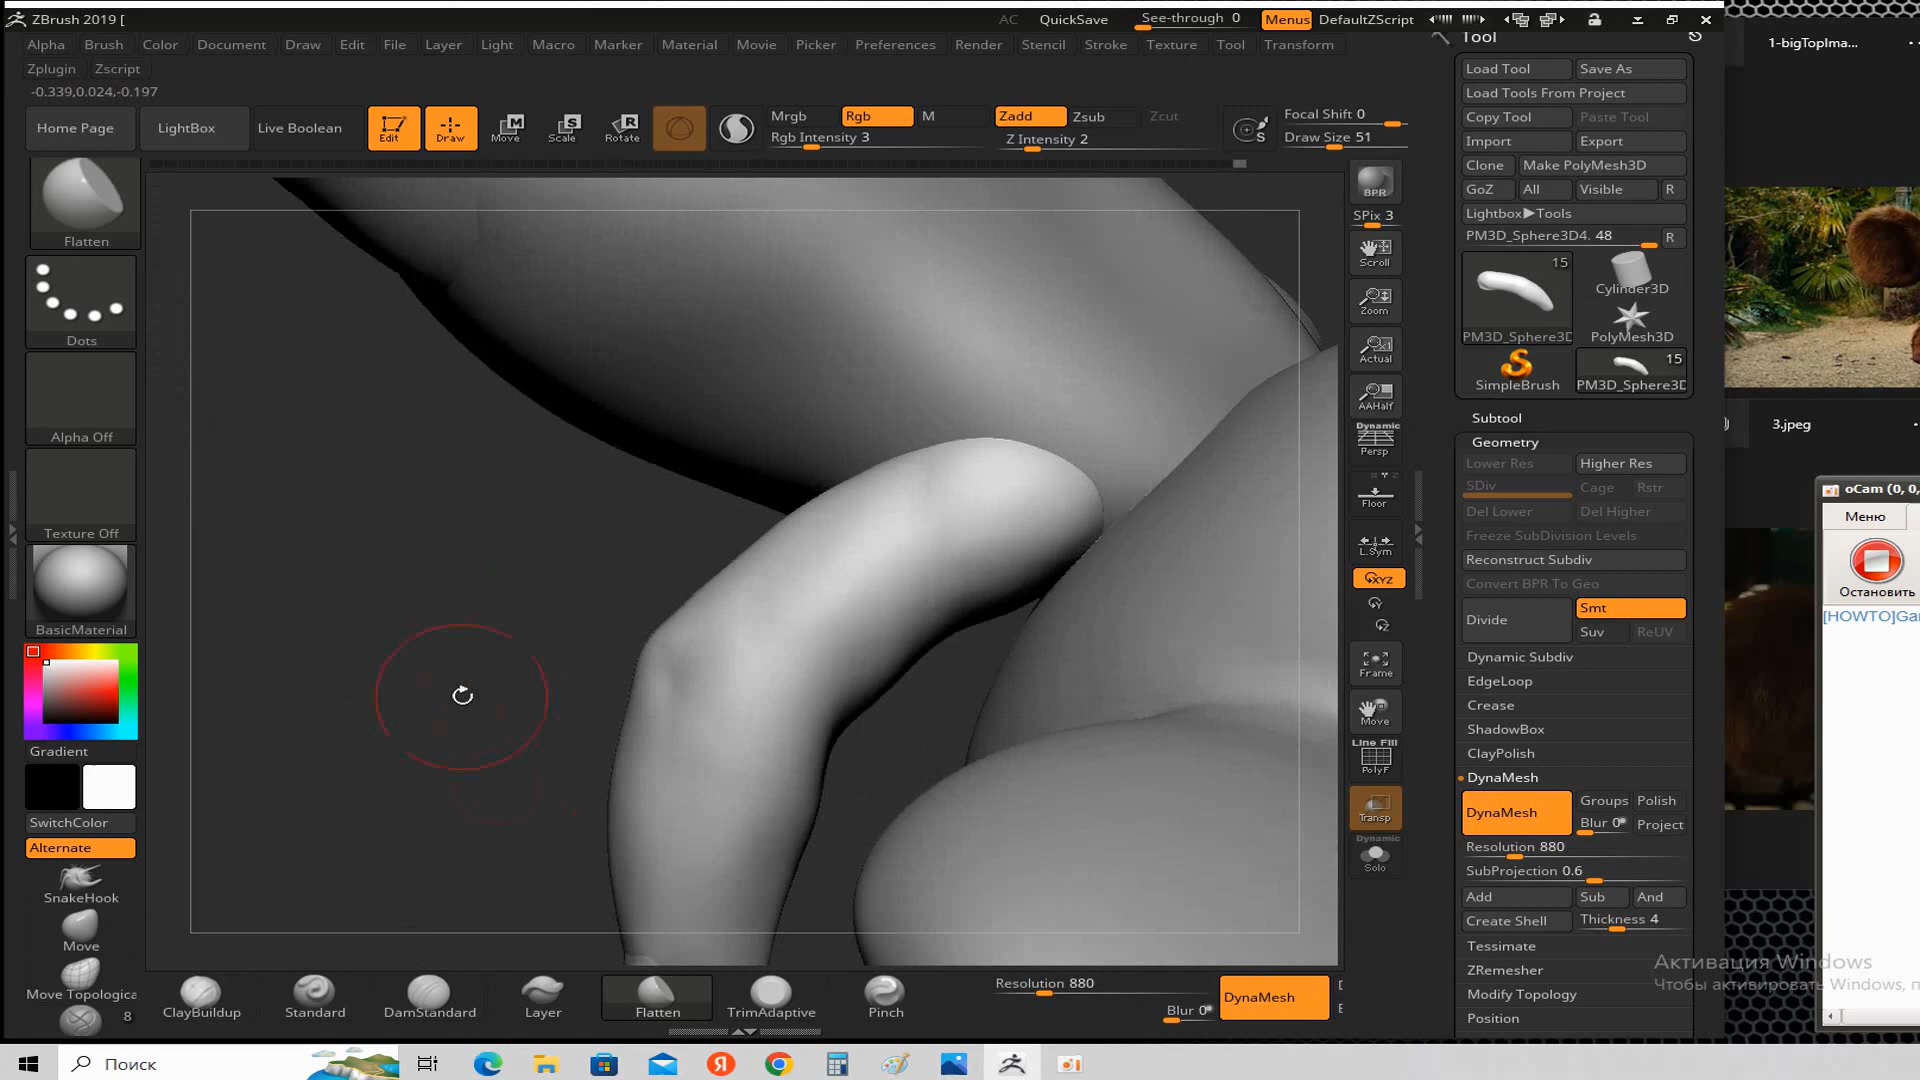 ZBrush 2019 [
AC
QuickSave
See-through 0
Menus
DefaultZScript
Alpha Brush Color Document Draw Edit File Layer Light Macro Marker Material Movie Picker Preferences Render Stencil Stroke Texture Tool Transform
Zplugin Zscript
-0.339,0.024,-0.197
Home Page
LightBox
Live Boolean
Edit
Draw
Move
Scale
Rotate
Mrgb Rgb M
Rgb Intensity 3
Zadd Zsub Zcut
Z Intensity 2
Focal Shift 0
Draw Size 51
Flatten
Dots
Alpha Off
Texture Off
BasicMaterial
Gradient
SwitchColor
Alternate
SnakeHook
Move
Move Topologica
8
BPR
SPix 3
Scroll
Zoom
Actual
AAHalf
Dynamic
Persp
Floor
L.Sym
XYZ
Frame
Move
Line Fill
PolyF
Transp
Dynamic
Solo
Tool
Load Tool Save As
Load Tools From Project
Copy Tool Paste Tool
Import Export
Clone Make PolyMesh3D
GoZ All Visible R
Lightbox▶Tools
PM3D_Sphere3D4. 48 R
15
Cylinder3D
PM3D_Sphere3D
PolyMesh3D
15
SimpleBrush
PM3D_Sphere3D
Subtool
Geometry
Lower Res Higher Res
SDiv Cage Rstr
Del Lower Del Higher
Freeze SubDivision Levels
Reconstruct Subdiv
Convert BPR To Geo
Divide Smt
Suv ReUV
Dynamic Subdiv
EdgeLoop
Crease
ShadowBox
ClayPolish
DynaMesh
DynaMesh Groups Polish
Blur 0 Project
Resolution 880
SubProjection 0.6
Add Sub And
Create Shell Thickness 4
Tessimate
ZRemesher
Modify Topology
Position
ClayBuildup
Standard
DamStandard
Layer
Flatten
TrimAdaptive
Pinch
Resolution 880
Blur 0
DynaMesh
1-bigTopIma...
3.jpeg
oCam (0, 0,
Меню
Остановить
[HOWTO]Gar
Активация Windows
Чтобы активировать Windows, п
Поиск